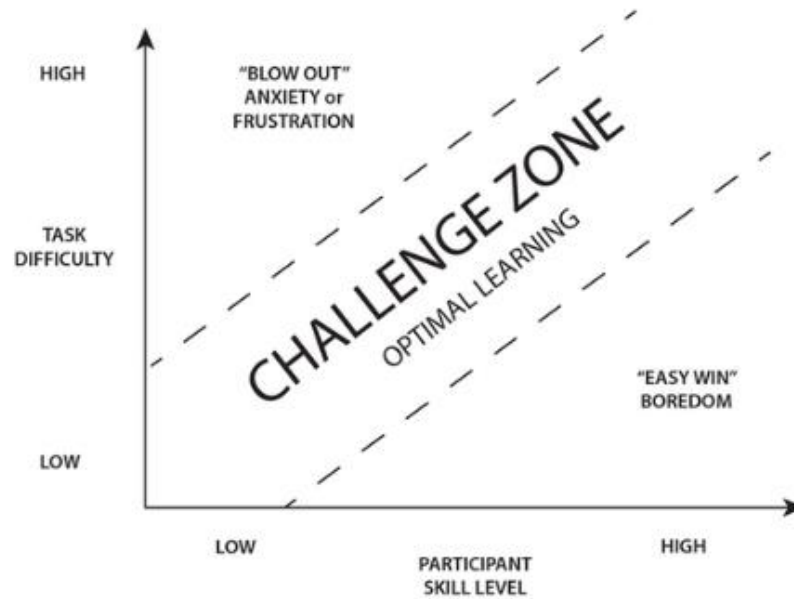 HIGH
“BLOW OUT”
ANXIETY or
FRUSTRATION
TASK
DIFFICULTY
CHALLENGE ZONE
OPTIMAL LEARNING
“EASY WIN”
BOREDOM
LOW
LOW
PARTICIPANT
SKILL LEVEL
HIGH